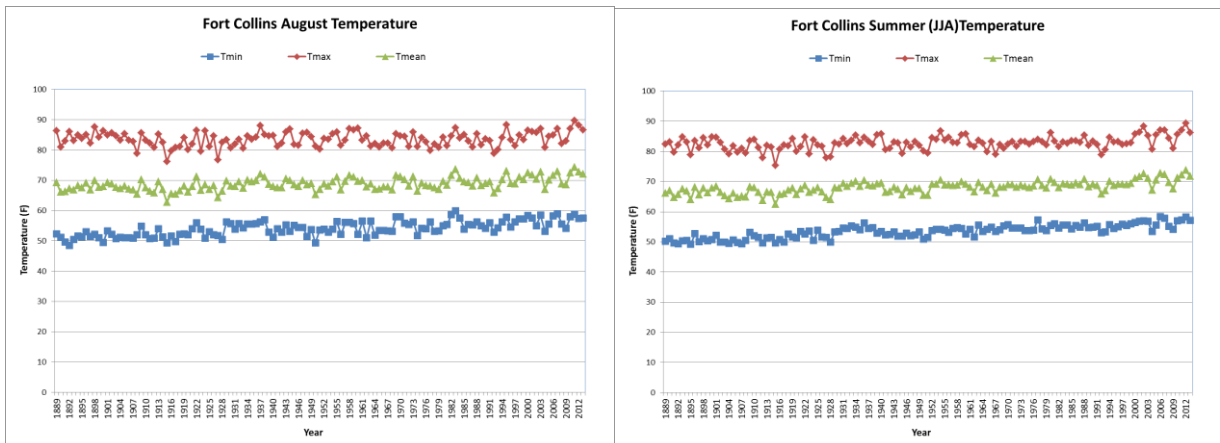 Fort Collins August Temperature
Tmin Tmax Tmean
100
90
80
70
60
50
40
30
20
10
0
Temperature (F)
1889 1892 1895 1898 1901 1904 1907 1910 1913 1916 1919 1922 1925 1928 1931 1934 1937 1940 1943 1946 1949 1952 1955 1958 1961 1964 1967 1970 1973 1976 1979 1982 1985 1988 1991 1994 1997 2000 2003 2006 2009 2012
Year
Fort Collins Summer (JJA)Temperature
Tmin Tmax Tmean
100
90
80
70
60
50
40
30
20
10
0
Temperature (F)
1889 1892 1895 1898 1901 1904 1907 1910 1913 1916 1919 1922 1925 1928 1931 1934 1937 1940 1943 1946 1949 1952 1955 1958 1961 1964 1967 1970 1973 1976 1979 1982 1985 1988 1991 1994 1997 2000 2003 2006 2009 2012
Year